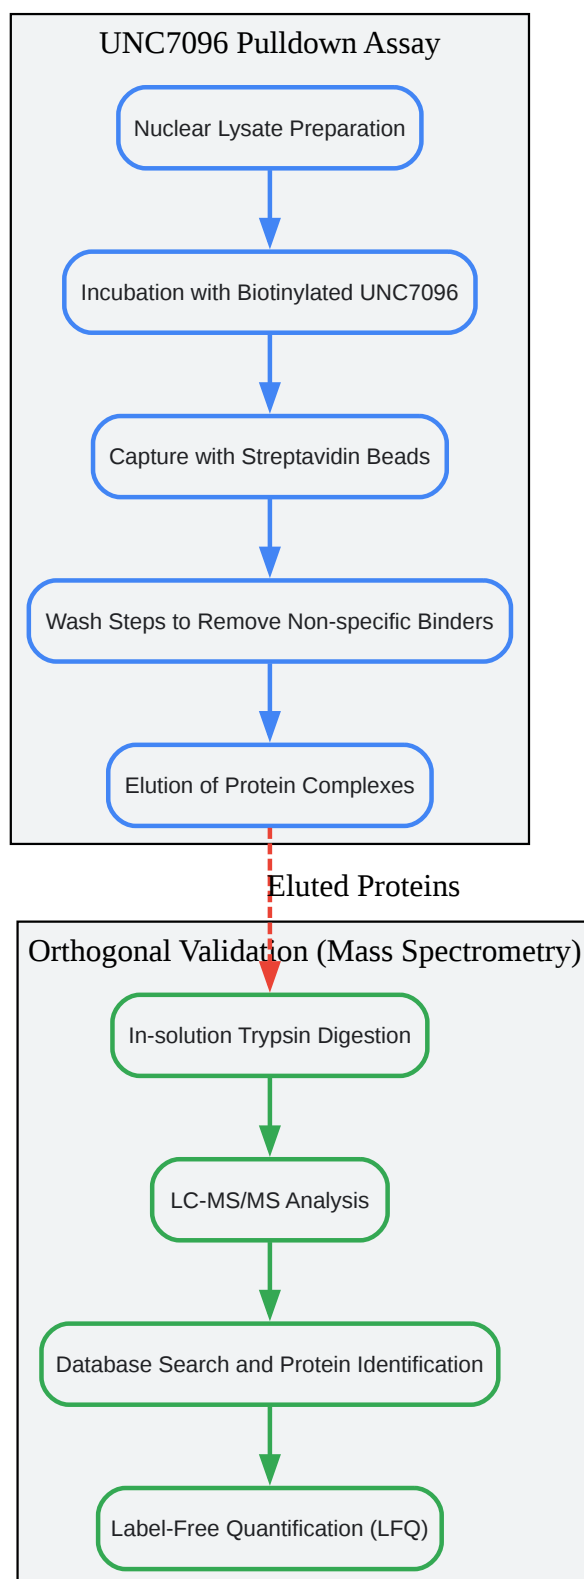 UNC7096 Pulldown Assay
Nuclear Lysate Preparation
Incubation with Biotinylated UNC7096
Capture with Streptavidin Beads
Wash Steps to Remove Non-specific Binders
Elution of Protein Complexes
Eluted Proteins
Orthogonal Validation (Mass Spectrometry)
In-solution Trypsin Digestion
LC-MS/MS Analysis
Database Search and Protein Identification
Label-Free Quantification (LFQ)